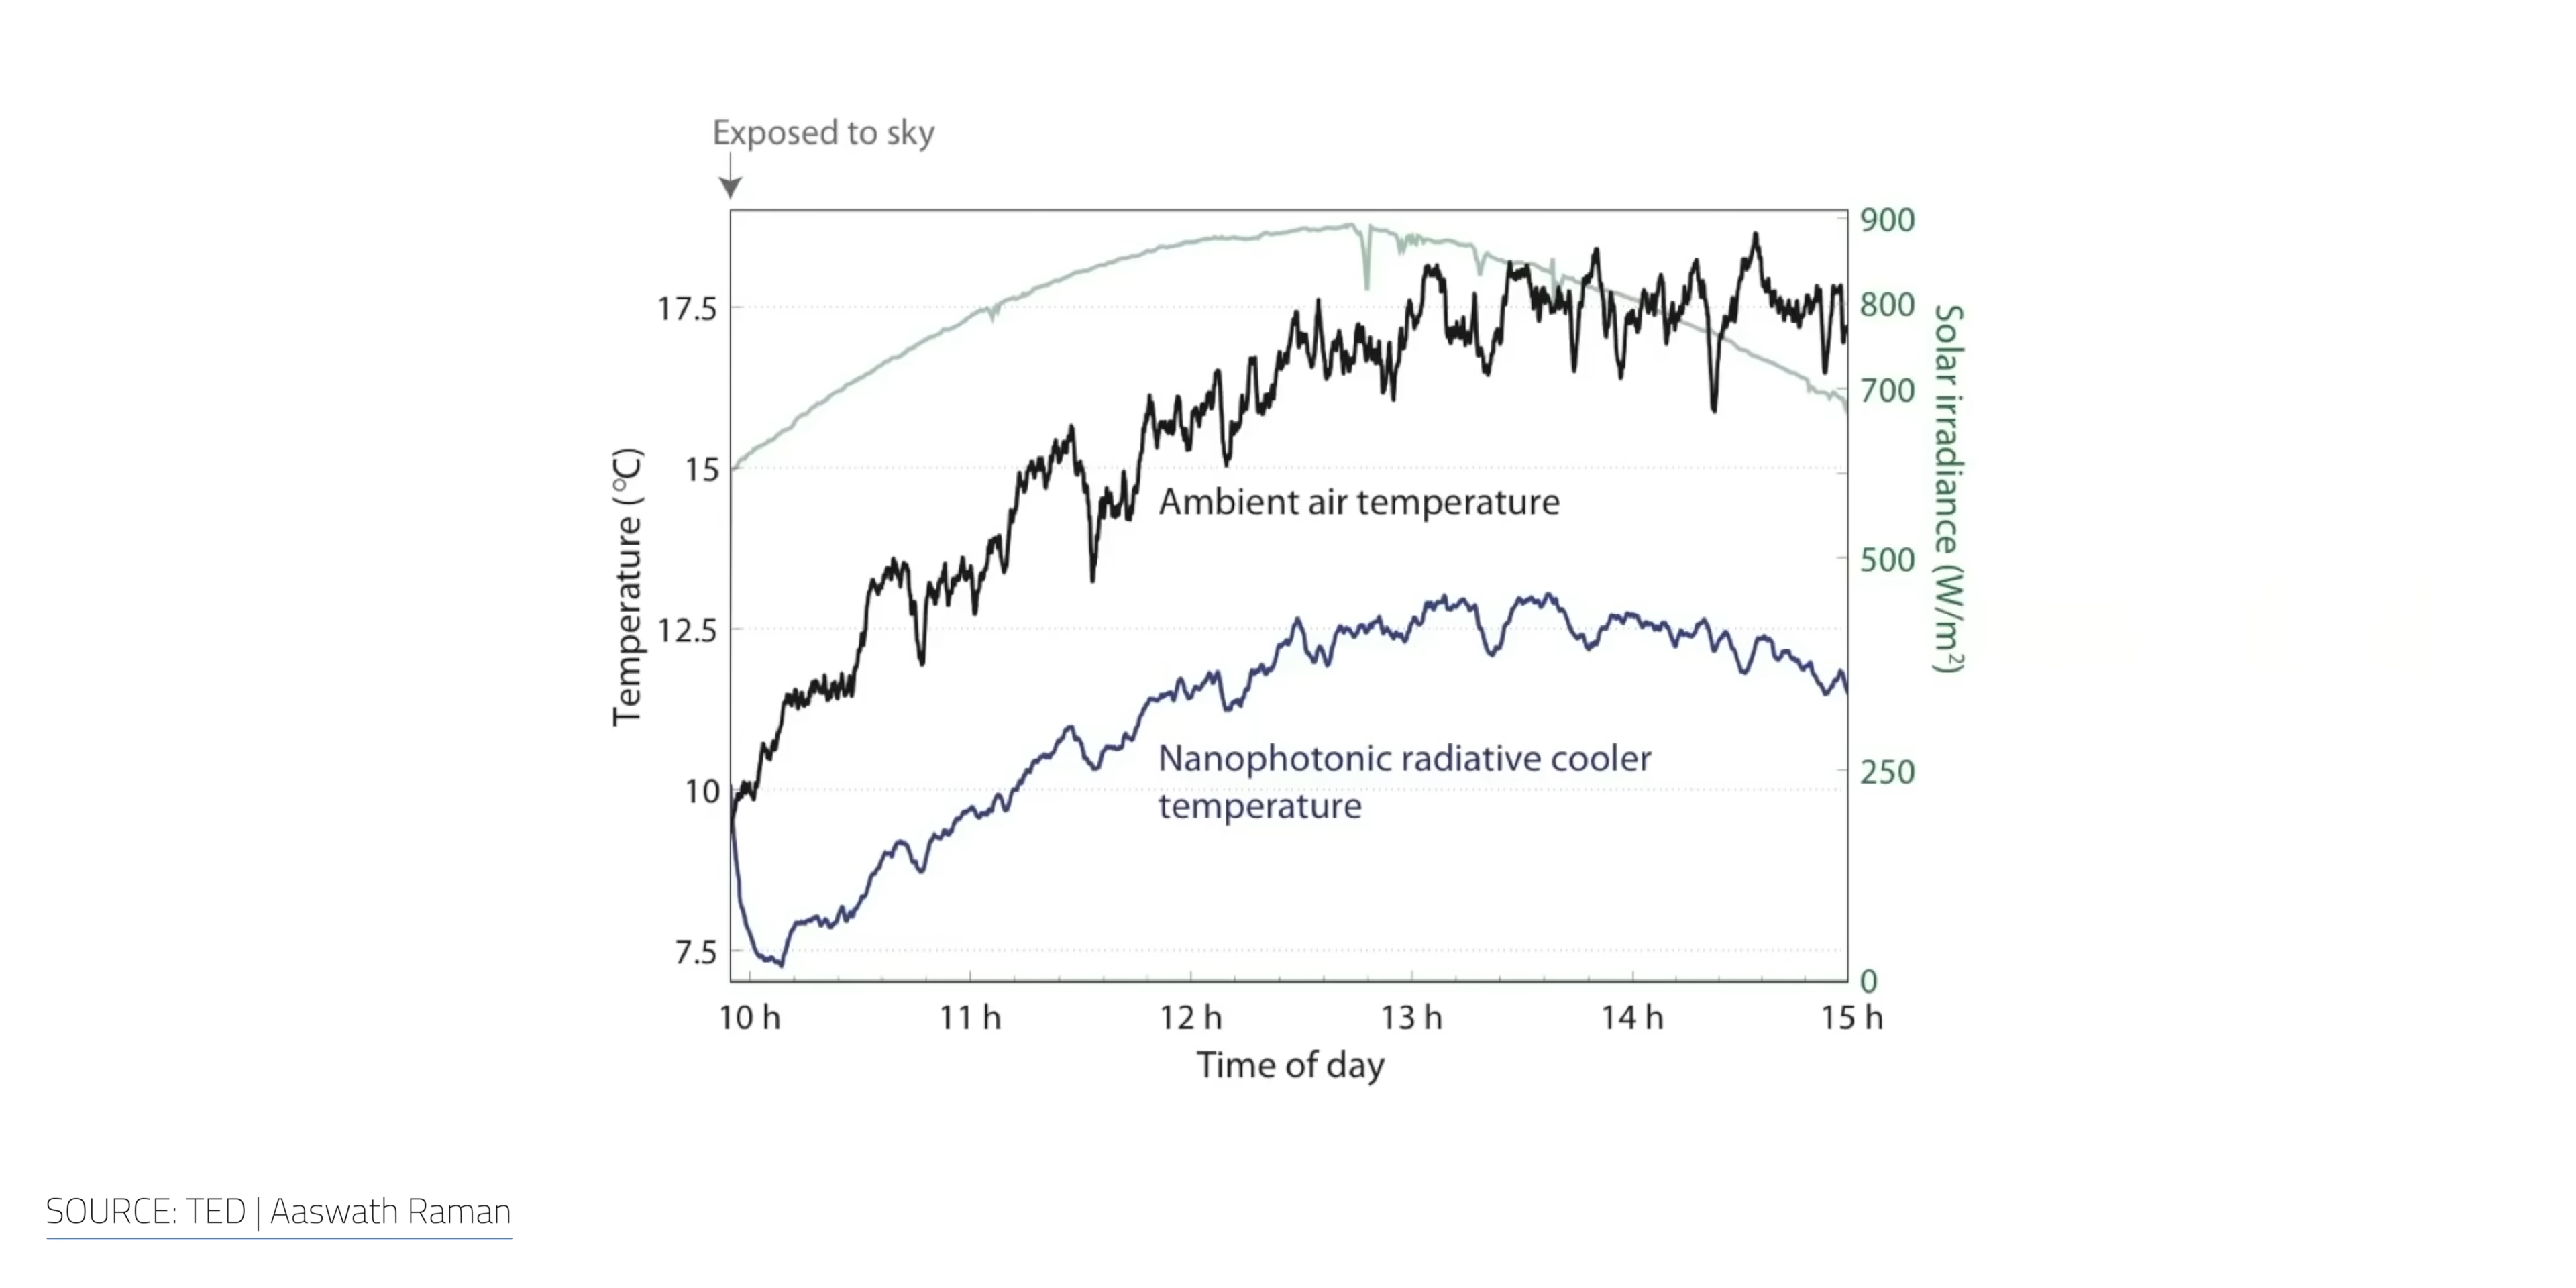 Exposed to sky
900
17.5
800
700
15
Ambient air temperature
500
12.5
Nanophotonic radiative cooler
temperature
250
10
7.5
0
Temperature (°C)
Solar irradiance (W/m²)
10 h
11 h
12 h
13 h
14 h
15 h
Time of day
SOURCE: TED | Aaswath Raman